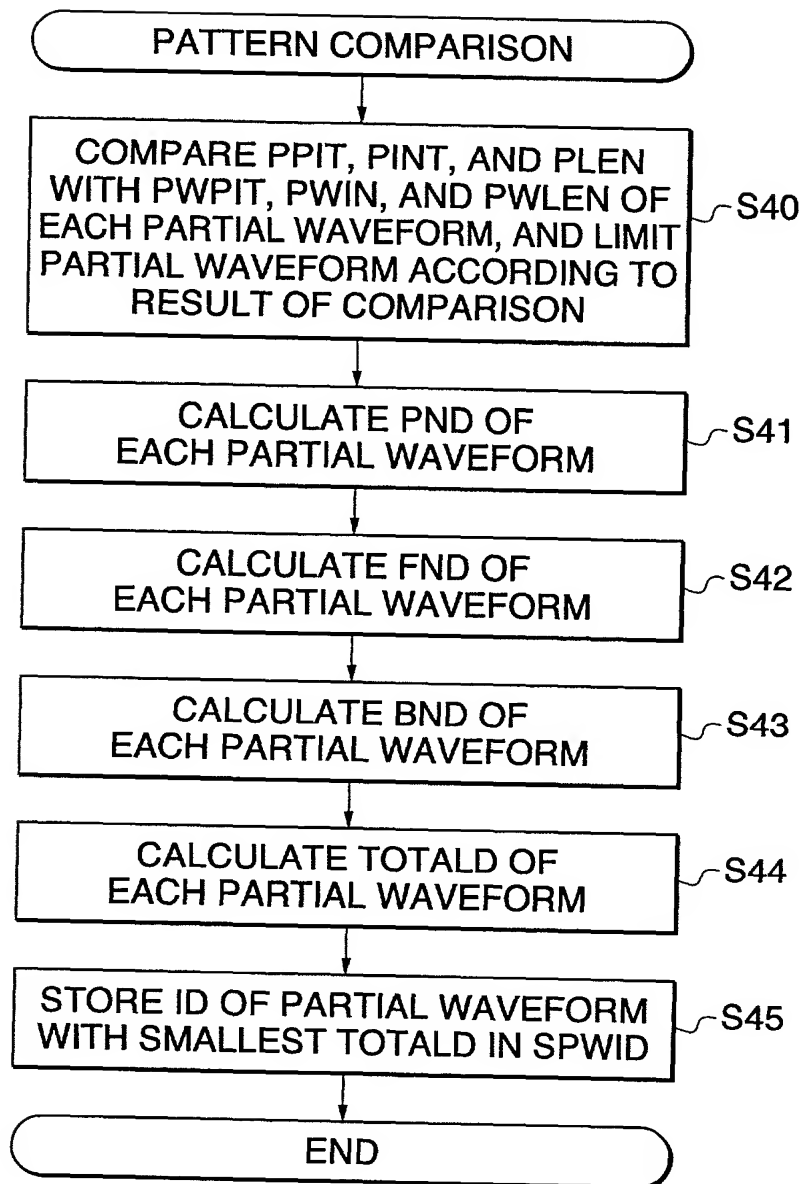 PATTERN COMPARISON
COMPARE PPIT, PINT, AND PLEN
WITH PWPIT, PWIN, AND PWLEN OF
EACH PARTIAL WAVEFORM, AND LIMIT
PARTIAL WAVEFORM ACCORDING TO
RESULT OF COMPARISON
S40
CALCULATE PND OF
EACH PARTIAL WAVEFORM
S41
CALCULATE FND OF
EACH PARTIAL WAVEFORM
S42
CALCULATE BND OF
EACH PARTIAL WAVEFORM
S43
CALCULATE TOTALD OF
EACH PARTIAL WAVEFORM
S44
STORE ID OF PARTIAL WAVEFORM
WITH SMALLEST TOTALD IN SPWID
S45
END